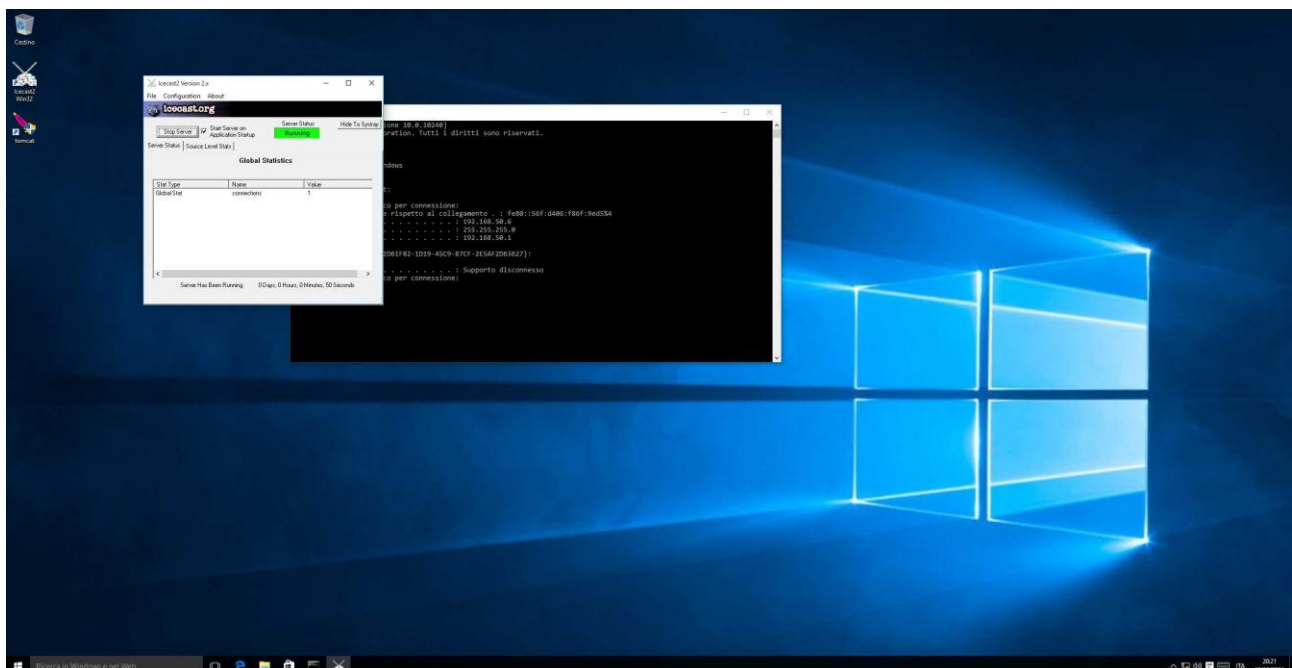 Cestino
Icecast2
Win32
tomcat
Icecast2 Version 2.x
File Configuration About
icecast.org
Stop Server
Start Server on
Application Startup
Server Status
Running
Hide To Systray
Server Status Source Level Stats
Global Statistics
Stat Type Name Value
Global Stat connections 1
Server Has Been Running 0 Days, 0 Hours, 0 Minutes, 50 Seconds
ione 10.0.10240]
oration. Tutti i diritti sono riservati.
ndows
t:
co per connessione:
rispetto al collegamento . : fe80::56f:d406:f86f:9ed5%4
. . . . . . . . . : 192.168.50.6
. . . . . . . . . : 255.255.255.0
. . . . . . . . . : 192.168.50.1
. . . . . . . . . : Supporto disconnesso
co per connessione:
Ricerca in Windows e nel Web
ITA
20:21